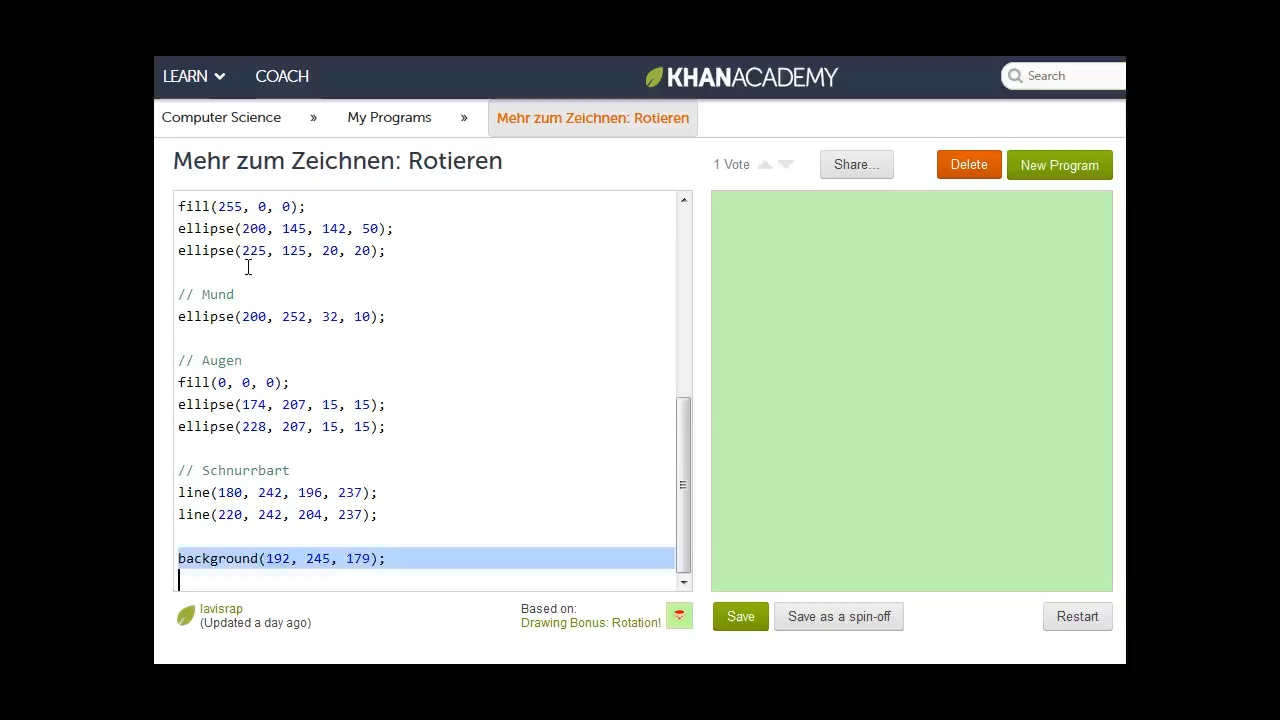 LEARN COACH KHANACADEMY Search
Computer Science » My Programs » Mehr zum Zeichnen: Rotieren
Mehr zum Zeichnen: Rotieren
1 Vote Share... Delete New Program
fill(255, 0, 0);
ellipse(200, 145, 142, 50);
ellipse(225, 125, 20, 20);
// Mund
ellipse(200, 252, 32, 10);
// Augen
fill(0, 0, 0);
ellipse(174, 207, 15, 15);
ellipse(228, 207, 15, 15);
// Schnurrbart
line(180, 242, 196, 237);
line(220, 242, 204, 237);
background(192, 245, 179);
lavisrap
(Updated a day ago)
Based on:
Drawing Bonus: Rotation!
Save Save as a spin-off Restart